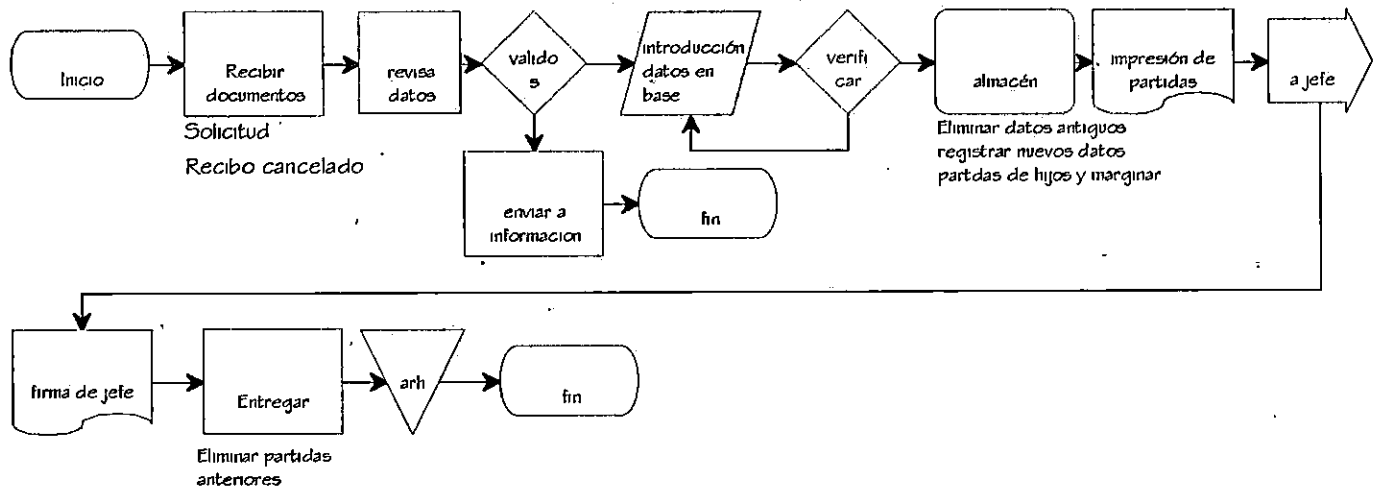 Inicio
Recibir
documentos
Solicitud
Recibo cancelado
revisa
datos
valido
s
enviar a
informacion
fin
introducción
datos en
base
verifi
car
almacén
Eliminar datos antiguos
registrar nuevos datos
partdas de hijos y marginar
impresión de
partidas
a jefe
firma de jefe
Entregar
Eliminar partidas
anteriores
arh
fin